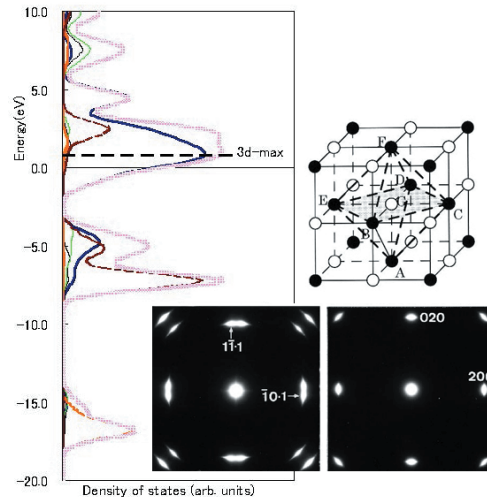 10.0
5.0
0.0
-5.0
-10.0
-15.0
-20.0
Energy(eV)
Density of states (arb. units)
3d-max
F
D
E
G
C
B
A
11̄·1
1̄0·1
020
200